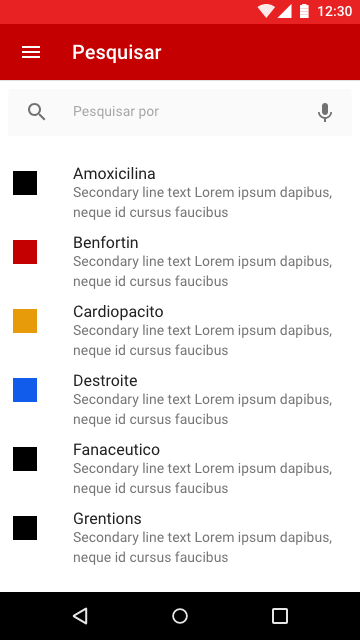 12:30
Pesquisar
Pesquisar por
Amoxicilina
Secondary line text Lorem ipsum dapibus,
neque id cursus faucibus
Benfortin
Secondary line text Lorem ipsum dapibus,
neque id cursus faucibus
Cardiopacito
Secondary line text Lorem ipsum dapibus,
neque id cursus faucibus
Destroite
Secondary line text Lorem ipsum dapibus,
neque id cursus faucibus
Fanaceutico
Secondary line text Lorem ipsum dapibus,
neque id cursus faucibus
Grentions
Secondary line text Lorem ipsum dapibus,
neque id cursus faucibus